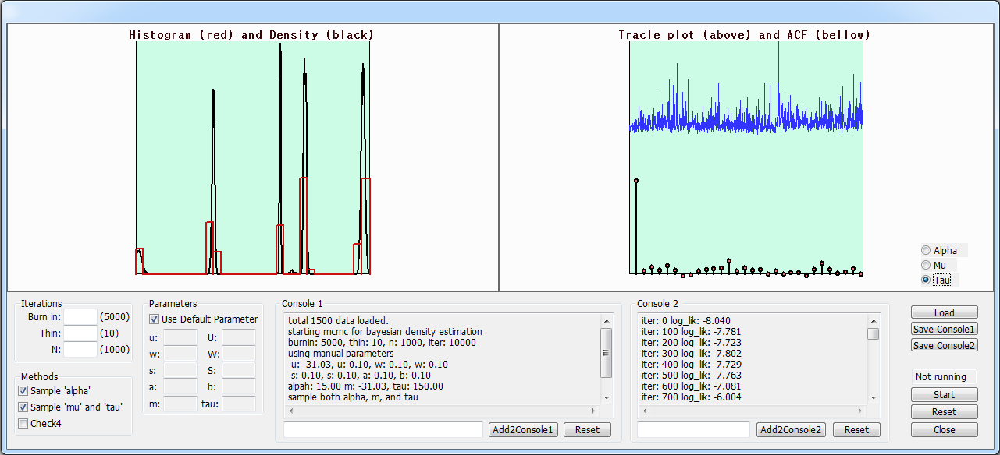 Histogram (red) and Density (black)
Tracle plot (above) and ACF (bellow)
Alpha
Mu
Tau
Iterations
Burn in: (5000)
Thin: (10)
N: (1000)
Methods
Sample 'alpha'
Sample 'mu' and 'tau'
Check4
Parameters
Use Default Parameter
u: U:
w: W:
s: S:
a: b:
m: tau:
Console 1
total 1500 data loaded.
starting mcmc for bayesian density estimation
burnin: 5000, thin: 10, n: 1000, iter: 10000
using manual parameters
u: -31.03, u: 0.10, w: 0.10, w: 0.10
s: 0.10, s: 0.10, a: 0.10, b: 0.10
alpah: 15.00 m: -31.03, tau: 150.00
sample both alpha, m, and tau
Add2Console1
Reset
Console 2
iter: 0 log_lik: -8.040
iter: 100 log_lik: -7.781
iter: 200 log_lik: -7.723
iter: 300 log_lik: -7.802
iter: 400 log_lik: -7.729
iter: 500 log_lik: -7.763
iter: 600 log_lik: -7.081
iter: 700 log_lik: -6.004
Add2Console2
Reset
Load
Save Console1
Save Console2
Not running
Start
Reset
Close